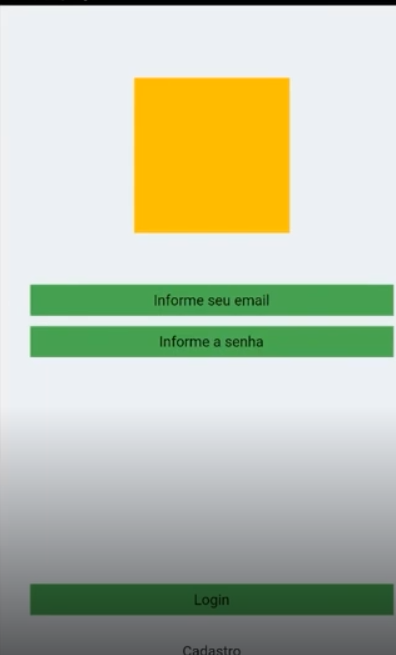 Informe seu email
Informe a senha
Login
Cadastro